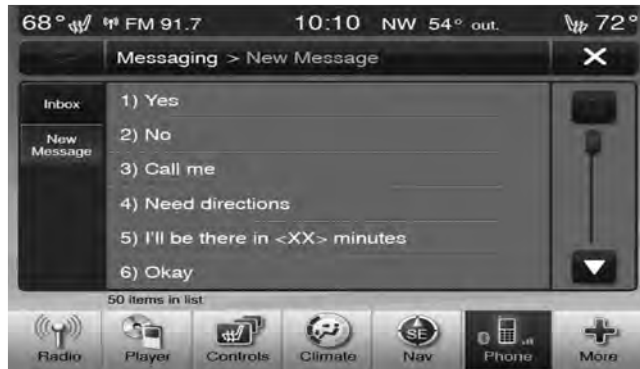 68° FM 91.7 10:10 NW 54° out. 72°
Messaging > New Message
Inbox
New
Message
1) Yes
2) No
3) Call me
4) Need directions
5) I'll be there in <XX> minutes
6) Okay
50 items in list
SE
Radio Player Controls Climate Nav Phone More